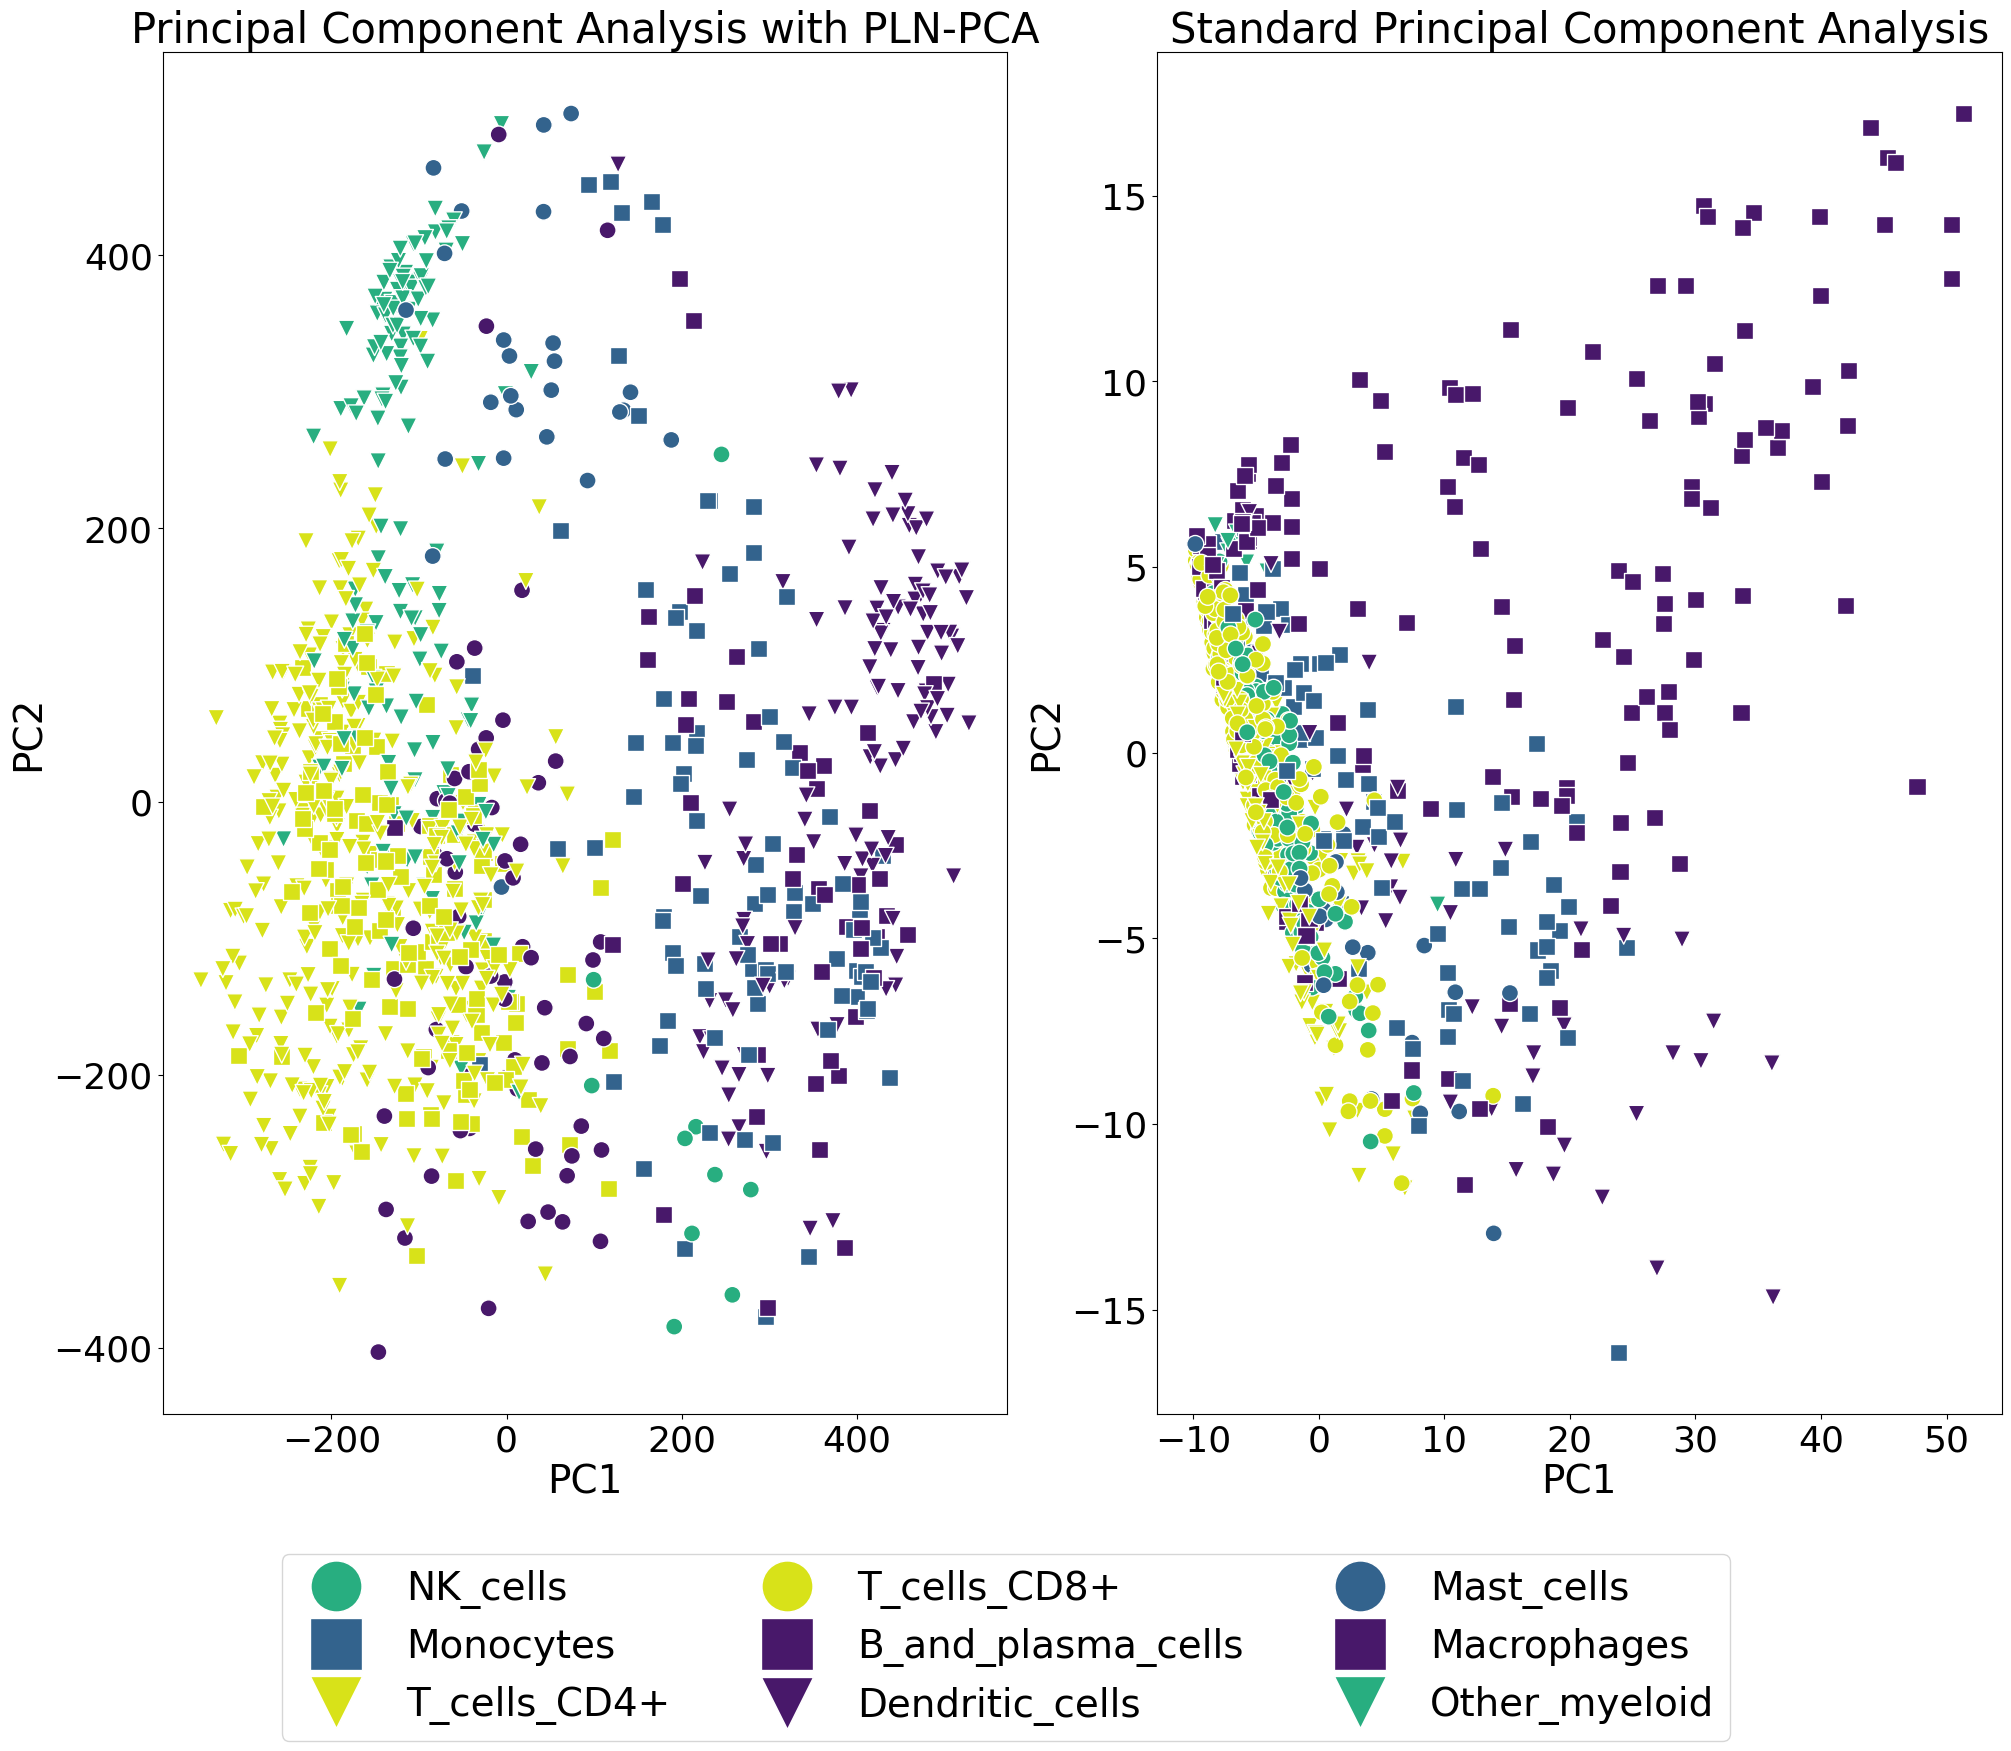 Principal Component Analysis with PLN-PCA
Standard Principal Component Analysis
PC2
400
200
0
−200
−400
−200
0
200
400
PC1
PC2
15
10
5
0
−5
−10
−15
−10
0
10
20
30
40
50
PC1
NK_cells
Monocytes
T_cells_CD4+
T_cells_CD8+
B_and_plasma_cells
Dendritic_cells
Mast_cells
Macrophages
Other_myeloid